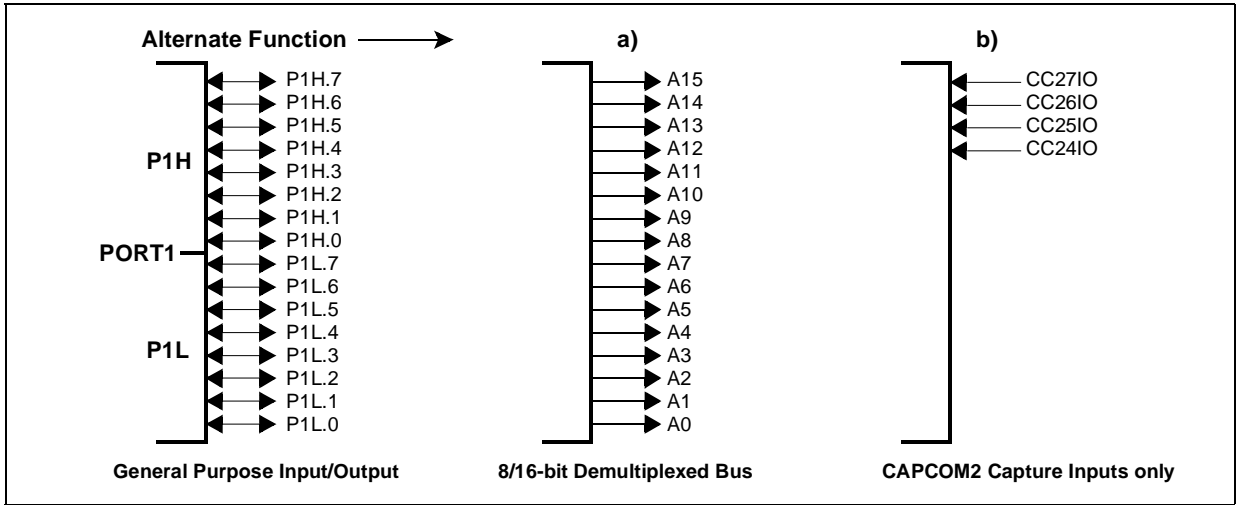 Alternate Function a) b)
P1H.7 A15 CC27IO
P1H.6 A14 CC26IO
P1H.5 A13 CC25IO
P1H.4 A12 CC24IO
P1H
P1H.3 A11
P1H.2 A10
P1H.1 A9
P1H.0 A8
PORT1
P1L.7 A7
P1L.6 A6
P1L.5 A5
P1L.4 A4
P1L
P1L.3 A3
P1L.2 A2
P1L.1 A1
P1L.0 A0
General Purpose Input/Output 8/16-bit Demultiplexed Bus CAPCOM2 Capture Inputs only